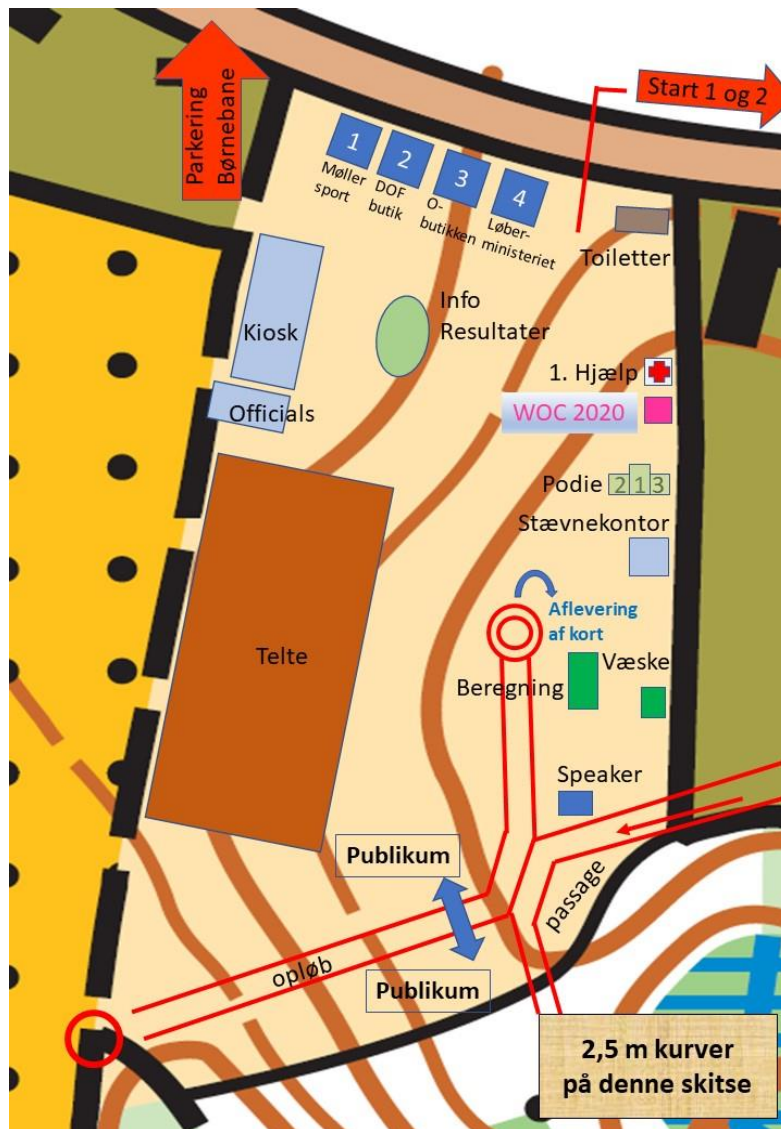 Parkering
Børnebane
Start 1 og 2
1
2
3
4
Møller
sport
DOF
butik
O-
butikken
Løber-
ministeriet
Toiletter
Kiosk
Info
Resultater
Officials
1. Hjælp
WOC 2020
Podie
2 1 3
Stævnekontor
Aflevering
af kort
Telte
Beregning
Væske
Speaker
Publikum
passage
opløb
Publikum
2,5 m kurver
på denne skitse